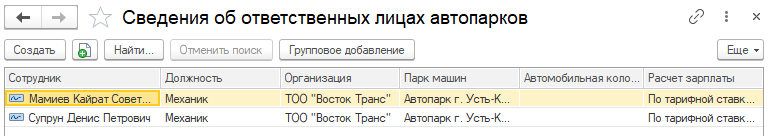 Сведения об ответственных лицах автопарков
Создать Найти... Отменить поиск Групповое добавление Еще
Сотрудник Должность Организация Парк машин Автомобильная коло... Расчет зарплаты
Мамиев Кайрат Совет... Механик ТОО "Восток Транс" Автопарк г. Усть-К... По тарифной ставк...
Супрун Денис Петрович Механик ТОО "Восток Транс" Автопарк г. Усть-К... По тарифной ставк...